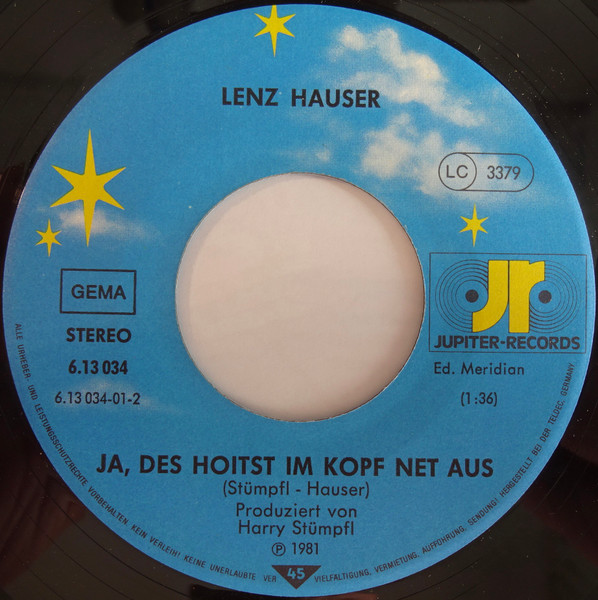 LENZ HAUSER
LC 3379
GEMA
STEREO
6.13 034
6.13 034-01-2
jr
JUPITER-RECORDS
Ed. Meridian
(1:36)
JA, DES HOITST IM KOPF NET AUS
(Stümpfl - Hauser)
Produziert von
Harry Stümpfl
℗ 1981
45
ALLE URHEBER- UND LEISTUNGSSCHUTZRECHTE VORBEHALTEN. KEIN VERLEIH! KEINE UNERLAUBTE VERVIELFÄLTIGUNG, VERMIETUNG, AUFFÜHRUNG, SENDUNG! HERGESTELLT BEI DER TELDEC, GERMANY